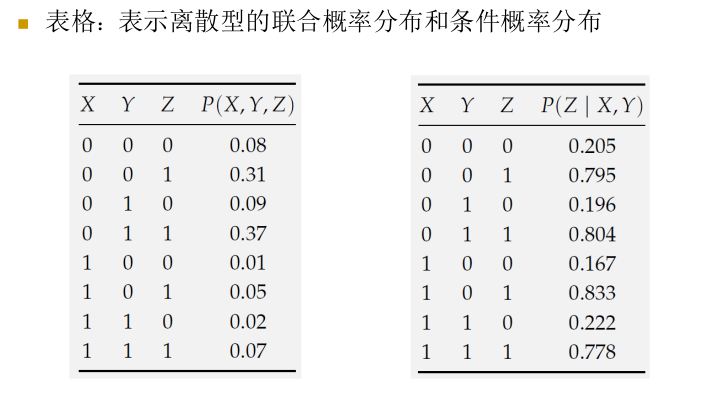 表格：表示离散型的联合概率分布和条件概率分布
X Y Z P(X,Y,Z)
0 0 0 0.08
0 0 1 0.31
0 1 0 0.09
0 1 1 0.37
1 0 0 0.01
1 0 1 0.05
1 1 0 0.02
1 1 1 0.07
X Y Z P(Z | X,Y)
0 0 0 0.205
0 0 1 0.795
0 1 0 0.196
0 1 1 0.804
1 0 0 0.167
1 0 1 0.833
1 1 0 0.222
1 1 1 0.778